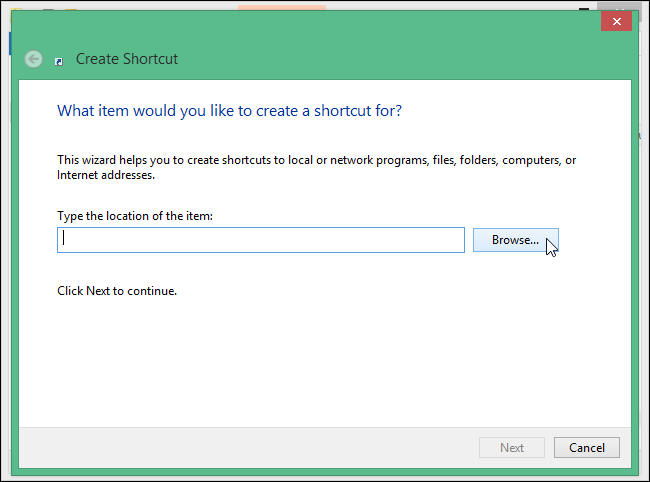 Create Shortcut
What item would you like to create a shortcut for?
This wizard helps you to create shortcuts to local or network programs, files, folders, computers, or
Internet addresses.
Type the location of the item:
Browse...
Click Next to continue.
Next
Cancel